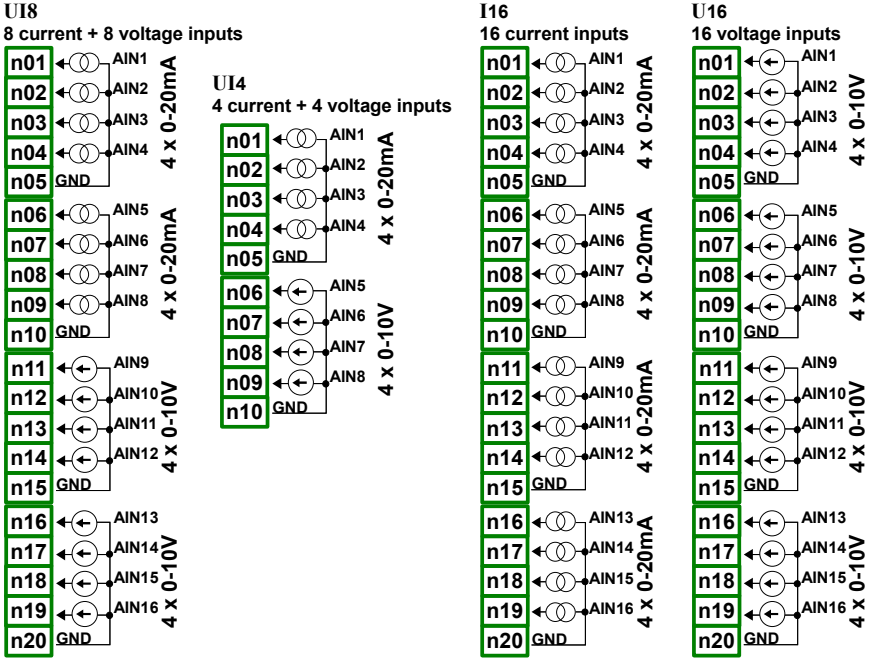 UI8
8 current + 8 voltage inputs
n01 AIN1
n02 AIN2
n03 AIN3
n04 AIN4
n05 GND
4 x 0-20mA
n06 AIN5
n07 AIN6
n08 AIN7
n09 AIN8
n10 GND
4 x 0-20mA
n11 AIN9
n12 AIN10
n13 AIN11
n14 AIN12
n15 GND
4 x 0-10V
n16 AIN13
n17 AIN14
n18 AIN15
n19 AIN16
n20 GND
4 x 0-10V
UI4
4 current + 4 voltage inputs
n01 AIN1
n02 AIN2
n03 AIN3
n04 AIN4
n05 GND
4 x 0-20mA
n06 AIN5
n07 AIN6
n08 AIN7
n09 AIN8
n10 GND
4 x 0-10V
I16
16 current inputs
n01 AIN1
n02 AIN2
n03 AIN3
n04 AIN4
n05 GND
4 x 0-20mA
n06 AIN5
n07 AIN6
n08 AIN7
n09 AIN8
n10 GND
4 x 0-20mA
n11 AIN9
n12 AIN10
n13 AIN11
n14 AIN12
n15 GND
4 x 0-20mA
n16 AIN13
n17 AIN14
n18 AIN15
n19 AIN16
n20 GND
4 x 0-20mA
U16
16 voltage inputs
n01 AIN1
n02 AIN2
n03 AIN3
n04 AIN4
n05 GND
4 x 0-10V
n06 AIN5
n07 AIN6
n08 AIN7
n09 AIN8
n10 GND
4 x 0-10V
n11 AIN9
n12 AIN10
n13 AIN11
n14 AIN12
n15 GND
4 x 0-10V
n16 AIN13
n17 AIN14
n18 AIN15
n19 AIN16
n20 GND
4 x 0-10V